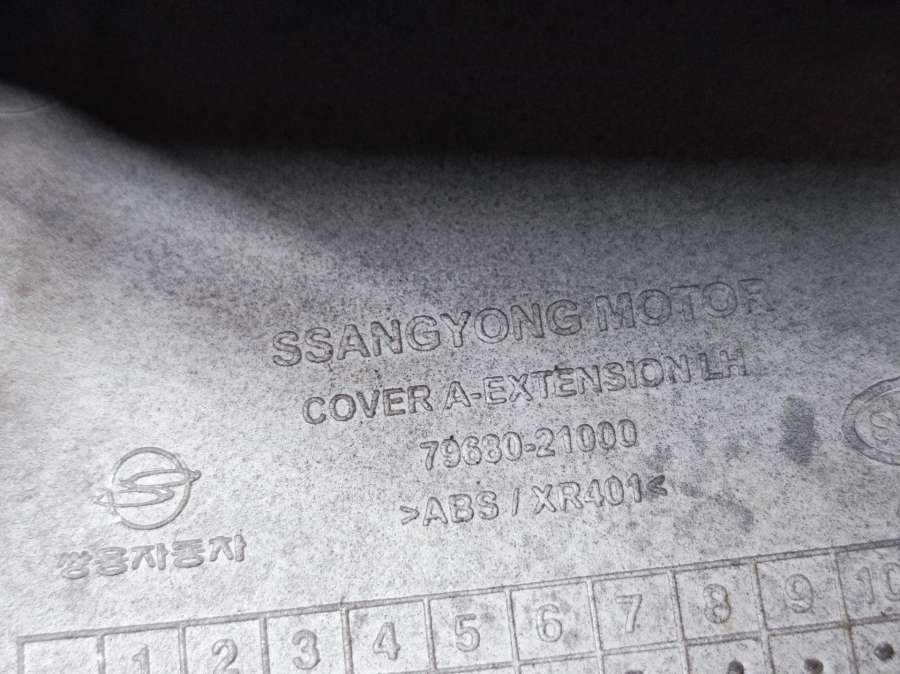 SSANGYONG MOTOR
COVER A-EXTENSION LH
79680-21000
>ABS / XR401<
쌍용자동차
1 2 3 4 5 6 7 8 9 10